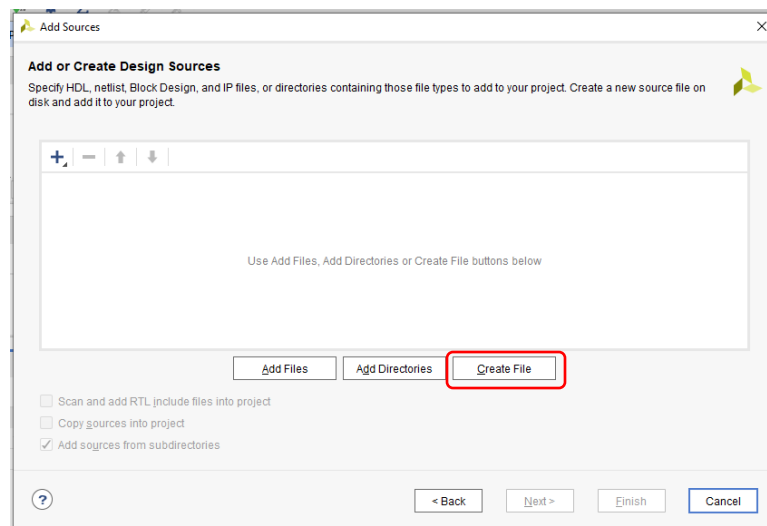 Add Sources
Add or Create Design Sources
Specify HDL, netlist, Block Design, and IP files, or directories containing those file types to add to your project. Create a new source file on
disk and add it to your project.
Use Add Files, Add Directories or Create File buttons below
Add Files
Add Directories
Create File
Scan and add RTL include files into project
Copy sources into project
Add sources from subdirectories
?
< Back
Next >
Finish
Cancel